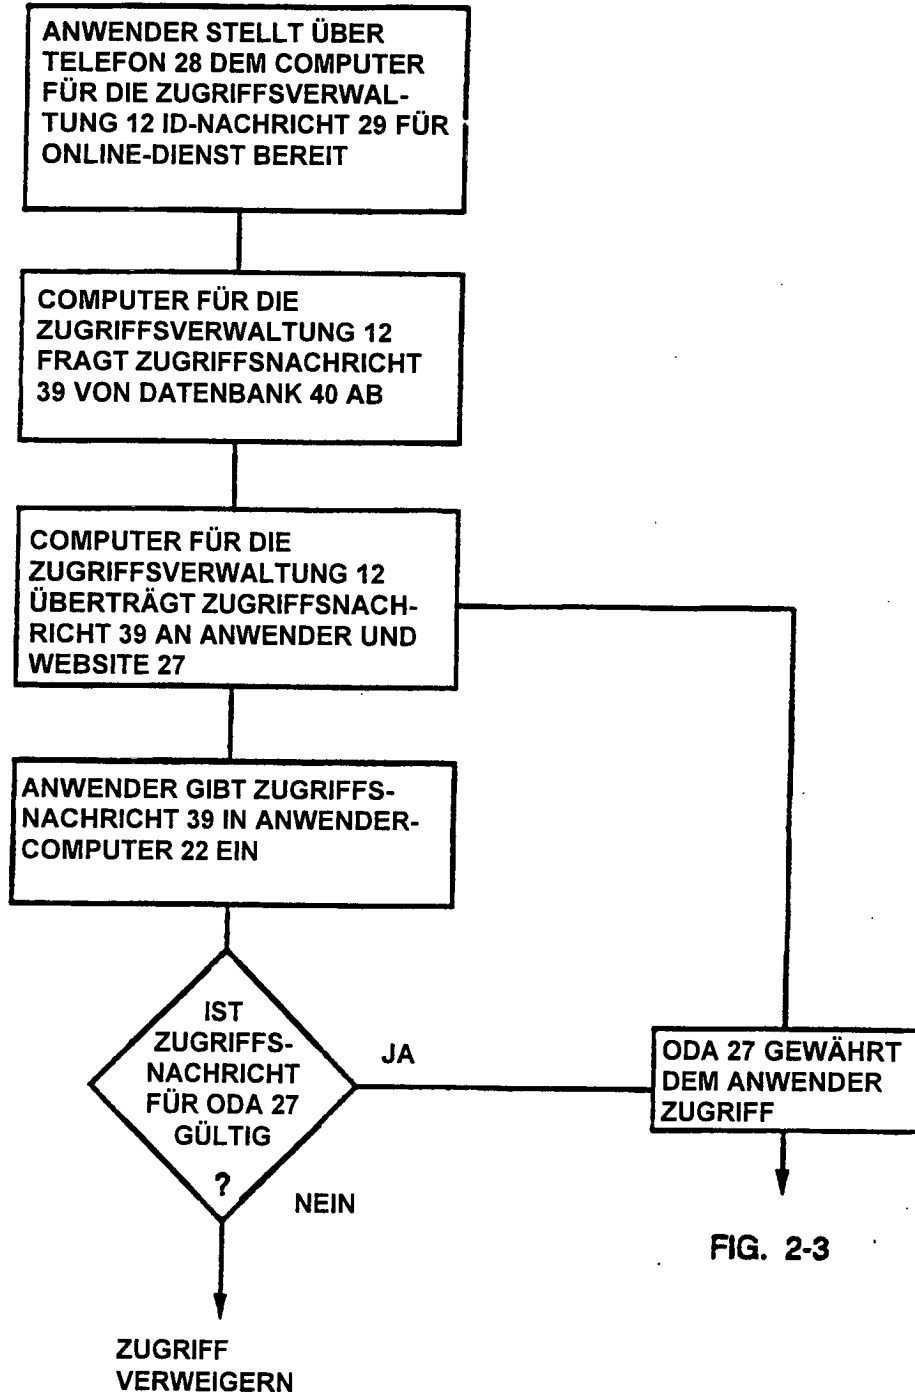 ANWENDER STELLT ÜBER
TELEFON 28 DEM COMPUTER
FÜR DIE ZUGRIFFSVERWAL-
TUNG 12 ID-NACHRICHT 29 FÜR
ONLINE-DIENST BEREIT
COMPUTER FÜR DIE
ZUGRIFFSVERWALTUNG 12
FRAGT ZUGRIFFSNACHRICHT
39 VON DATENBANK 40 AB
COMPUTER FÜR DIE
ZUGRIFFSVERWALTUNG 12
ÜBERTRÄGT ZUGRIFFSNACH-
RICHT 39 AN ANWENDER UND
WEBSITE 27
ANWENDER GIBT ZUGRIFFS-
NACHRICHT 39 IN ANWENDER-
COMPUTER 22 EIN
IST
ZUGRIFFS-
NACHRICHT
FÜR ODA 27
GÜLTIG
?
JA
NEIN
ODA 27 GEWÄHRT
DEM ANWENDER
ZUGRIFF
FIG. 2-3
ZUGRIFF
VERWEIGERN